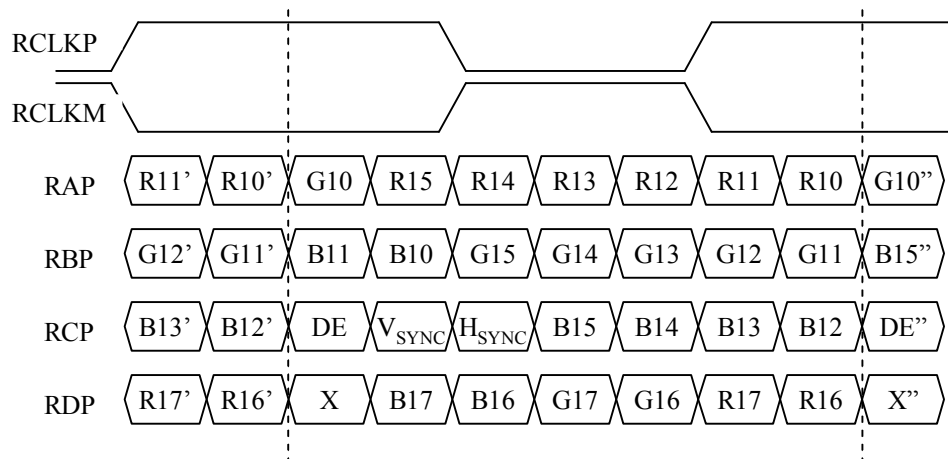 RCLKP
RCLKM
RAP R11’ R10’ G10 R15 R14 R13 R12 R11 R10 G10”
RBP G12’ G11’ B11 B10 G15 G14 G13 G12 G11 B15”
RCP B13’ B12’ DE VSYNC HSYNC B15 B14 B13 B12 DE”
RDP R17’ R16’ X B17 B16 G17 G16 R17 R16 X”